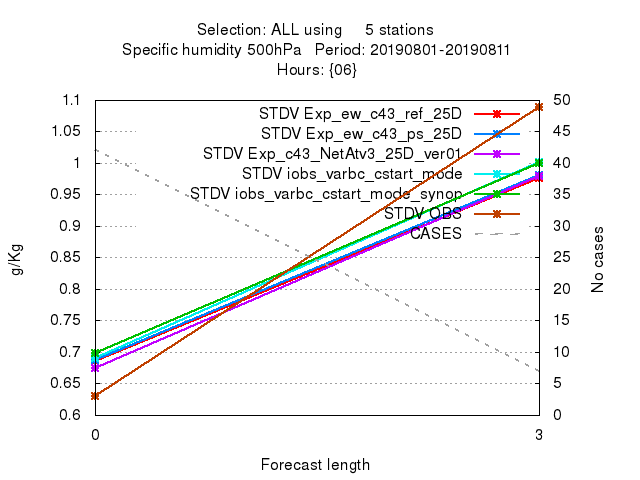 Selection: ALL using 5 stations
Specific humidity 500hPa Period: 20190801-20190811
Hours: {06}
1.1
1.05
1
0.95
0.9
0.85
0.8
0.75
0.7
0.65
0.6
g/Kg
STDV Exp_ew_c43_ref_25D
STDV Exp_ew_c43_ps_25D
STDV Exp_c43_NetAtv3_25D_ver01
STDV iobs_varbc_cstart_mode
STDV iobs_varbc_cstart_mode_synop
STDV OBS
CASES
50
45
40
35
30
25
20
15
10
5
0
No cases
0
3
Forecast length